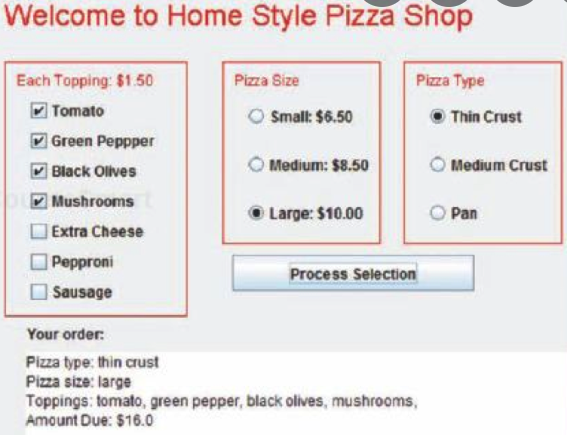 Welcome to Home Style Pizza Shop
Each Topping: $1.50
Tomato
Green Peppper
Black Olives
Mushrooms
Extra Cheese
Pepproni
Sausage
Pizza Size
Small: $6.50
Medium: $8.50
Large: $10.00
Pizza Type
Thin Crust
Medium Crust
Pan
Process Selection
Your order:
Pizza type: thin crust
Pizza size: large
Toppings: tomato, green pepper, black olives, mushrooms,
Amount Due: $16.0